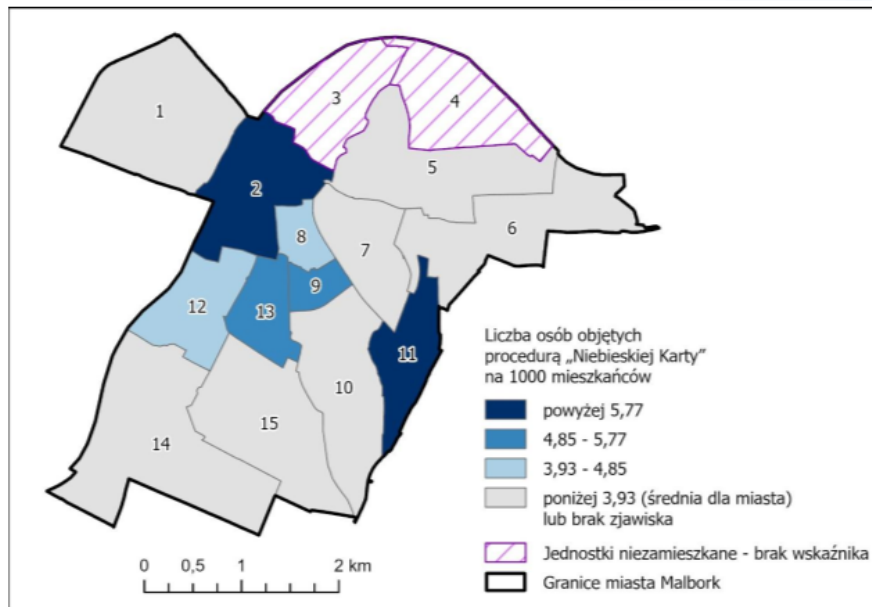 1
3
4
2
5
6
8
7
9
12
13
11
10
14
15
Liczba osób objętych
procedurą „Niebieskiej Karty”
na 1000 mieszkańców
powyżej 5,77
4,85 - 5,77
3,93 - 4,85
poniżej 3,93 (średnia dla miasta)
lub brak zjawiska
Jednostki niezamieszkane - brak wskaźnika
Granice miasta Malbork
0 0,5 1 2 km